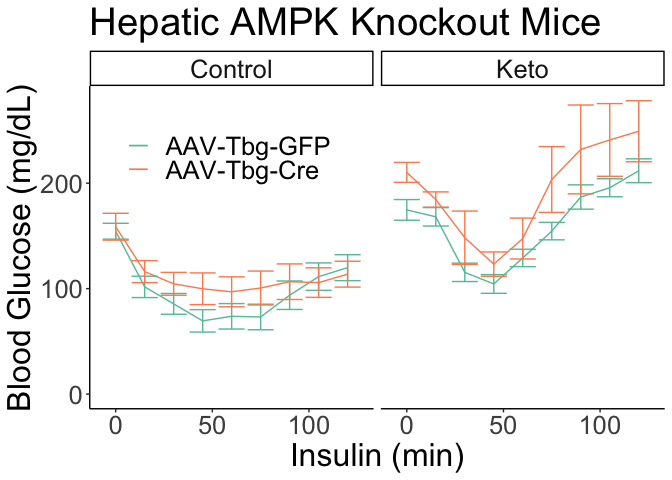 Hepatic AMPK Knockout Mice
Control
Keto
AAV-Tbg-GFP
AAV-Tbg-Cre
Blood Glucose (mg/dL)
200
100
0
0
50
100
0
50
100
Insulin (min)